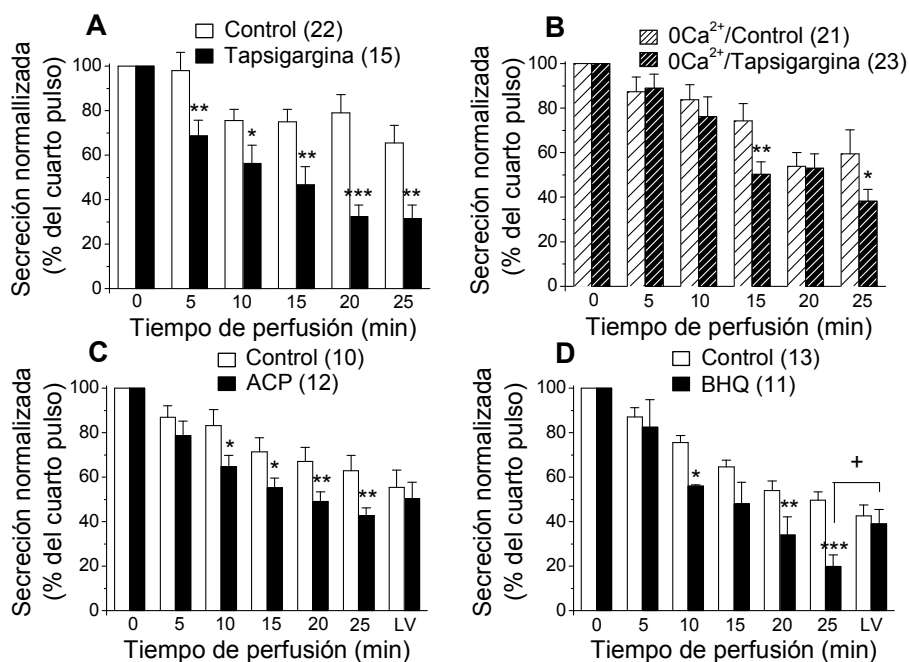 A
Control (22)
Tapsigargina (15)
Secreción normalizada
(% del cuarto pulso)
100
80
60
40
20
0
** * ** *** **
0 5 10 15 20 25
Tiempo de perfusión (min)
B
0Ca²⁺/Control (21)
0Ca²⁺/Tapsigargina (23)
Secreción normalizada
(% del cuarto pulso)
100
80
60
40
20
0
** *
0 5 10 15 20 25
Tiempo de perfusión (min)
C
Control (10)
ACP (12)
Secreción normalizada
(% del cuarto pulso)
100
80
60
40
20
0
* * ** **
0 5 10 15 20 25 LV
Tiempo de perfusión (min)
D
Control (13)
BHQ (11)
Secreción normalizada
(% del cuarto pulso)
100
80
60
40
20
0
* ** *** +
0 5 10 15 20 25 LV
Tiempo de perfusión (min)